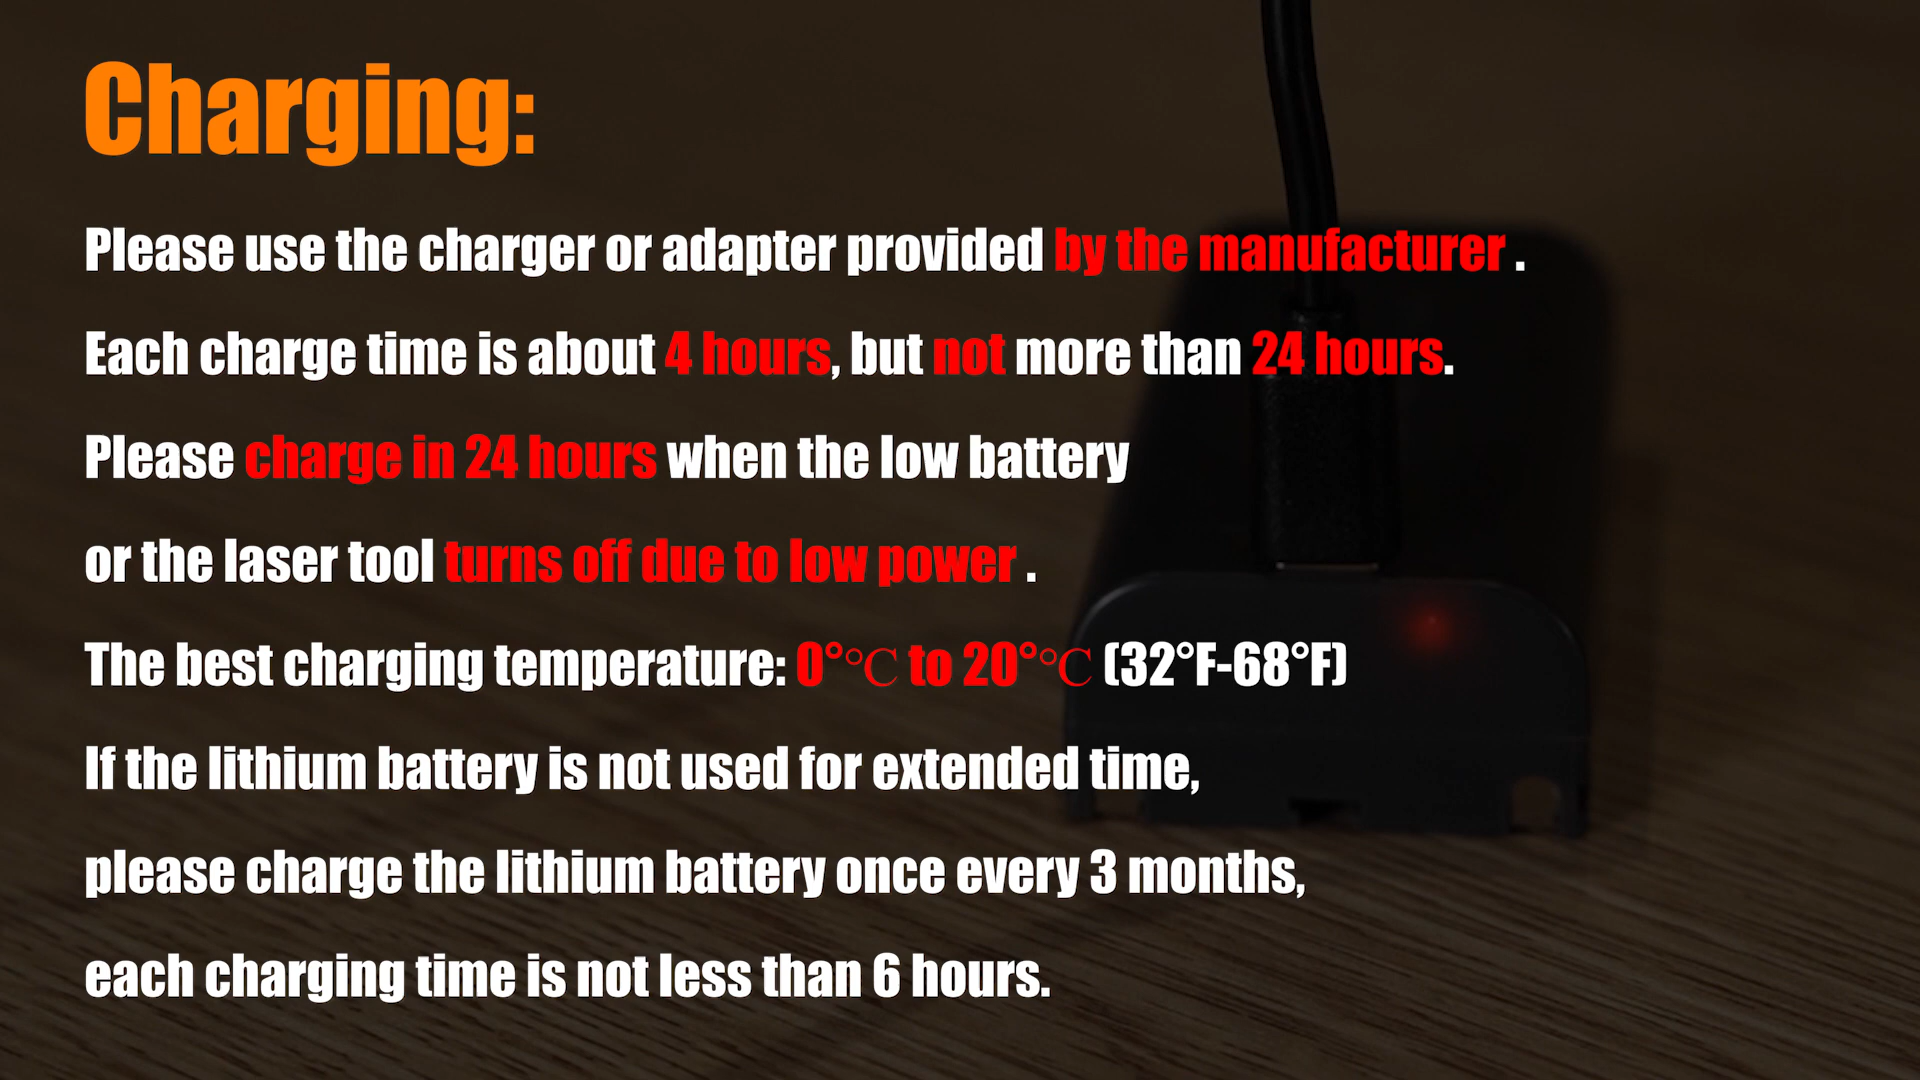 Charging:
Please use the charger or adapter provided by the manufacturer .
Each charge time is about 4 hours, but not more than 24 hours.
Please charge in 24 hours when the low battery
or the laser tool turns off due to low power .
The best charging temperature: 0°℃ to 20°℃ (32°F-68°F)
If the lithium battery is not used for extended time,
please charge the lithium battery once every 3 months,
each charging time is not less than 6 hours.